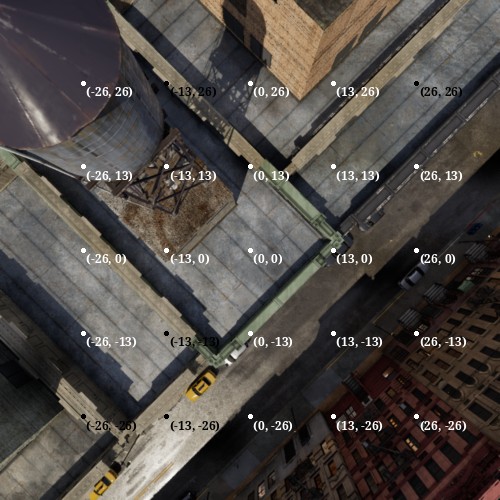 (-26, 26) (-13, 26) (0, 26) (13, 26) (26, 26)
(-26, 13) (-13, 13) (0, 13) (13, 13) (26, 13)
(-26, 0) (-13, 0) (0, 0) (13, 0) (26, 0)
(-26, -13) (-13, -13) (0, -13) (13, -13) (26, -13)
(-26, -26) (-13, -26) (0, -26) (13, -26) (26, -26)